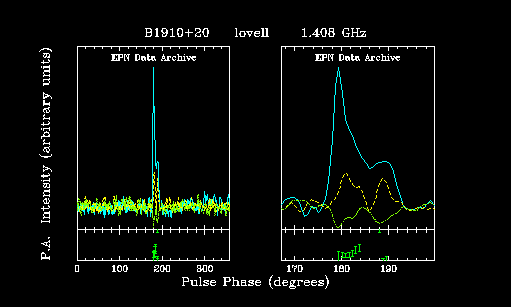 B1910+20 lovell 1.408 GHz
EPN Data Archive EPN Data Archive
P.A. Intensity (arbitrary units)
0 100 200 300 170 180 190
Pulse Phase (degrees)